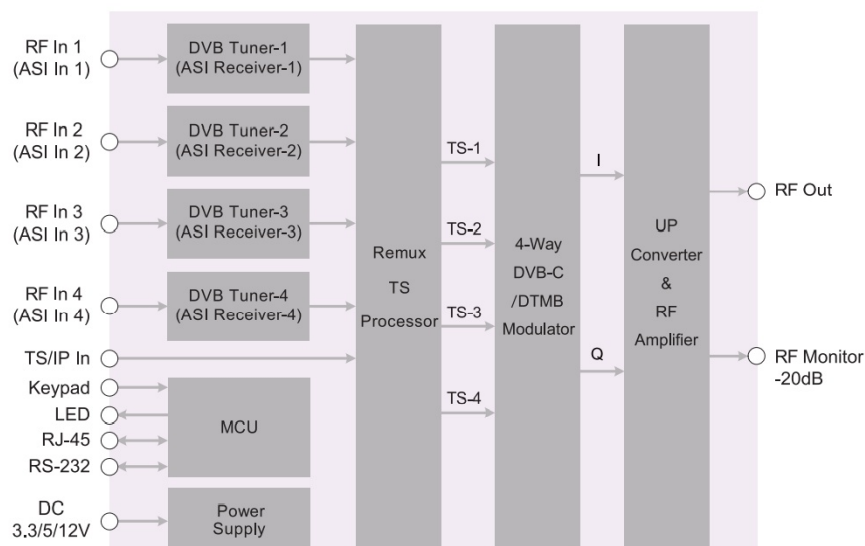 RF In 1
(ASI In 1)
DVB Tuner-1
(ASI Receiver-1)
RF In 2
(ASI In 2)
DVB Tuner-2
(ASI Receiver-2)
RF In 3
(ASI In 3)
DVB Tuner-3
(ASI Receiver-3)
RF In 4
(ASI In 4)
DVB Tuner-4
(ASI Receiver-4)
TS/IP In
Keypad
LED
RJ-45
RS-232
MCU
DC
3.3/5/12V
Power
Supply
Remux
TS
Processor
TS-1
TS-2
TS-3
TS-4
4-Way
DVB-C
/DTMB
Modulator
I
Q
UP
Converter
&
RF
Amplifier
RF Out
RF Monitor
-20dB